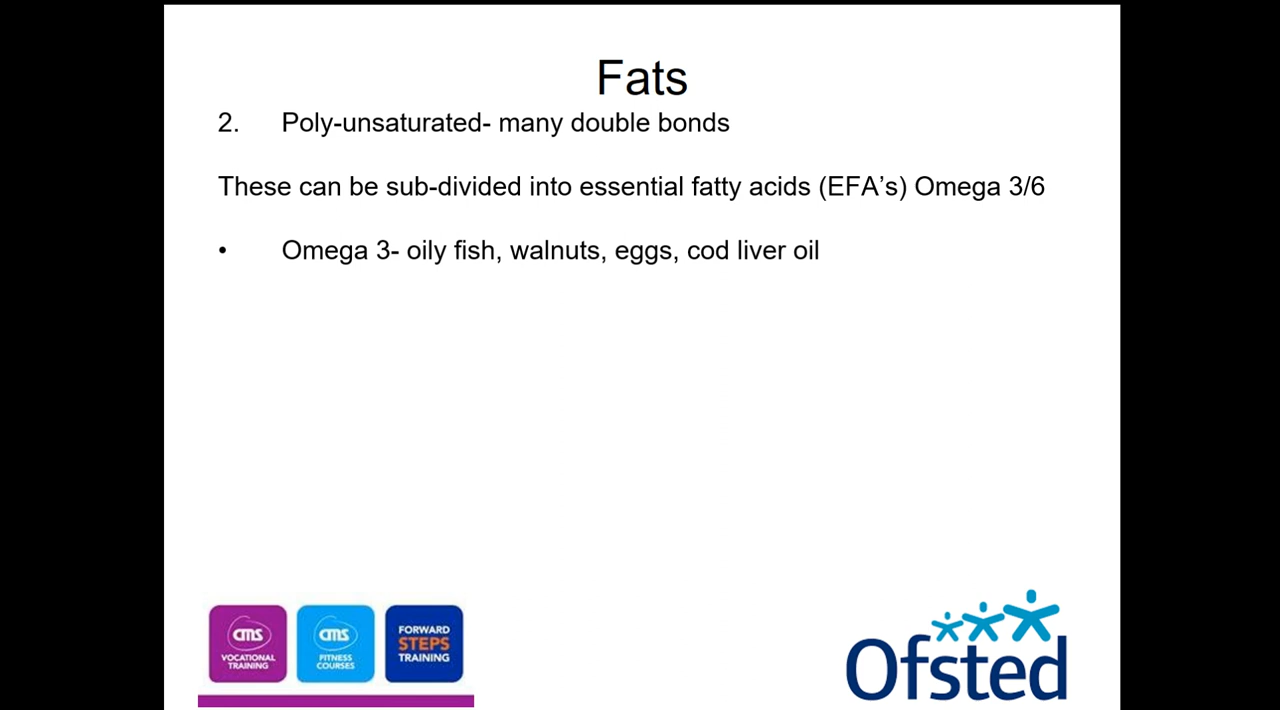 Fats
2. Poly-unsaturated- many double bonds
These can be sub-divided into essential fatty acids (EFA’s) Omega 3/6
• Omega 3- oily fish, walnuts, eggs, cod liver oil
cms
VOCATIONAL
TRAINING
cms
FITNESS
COURSES
FORWARD
STEPS
TRAINING
Ofsted